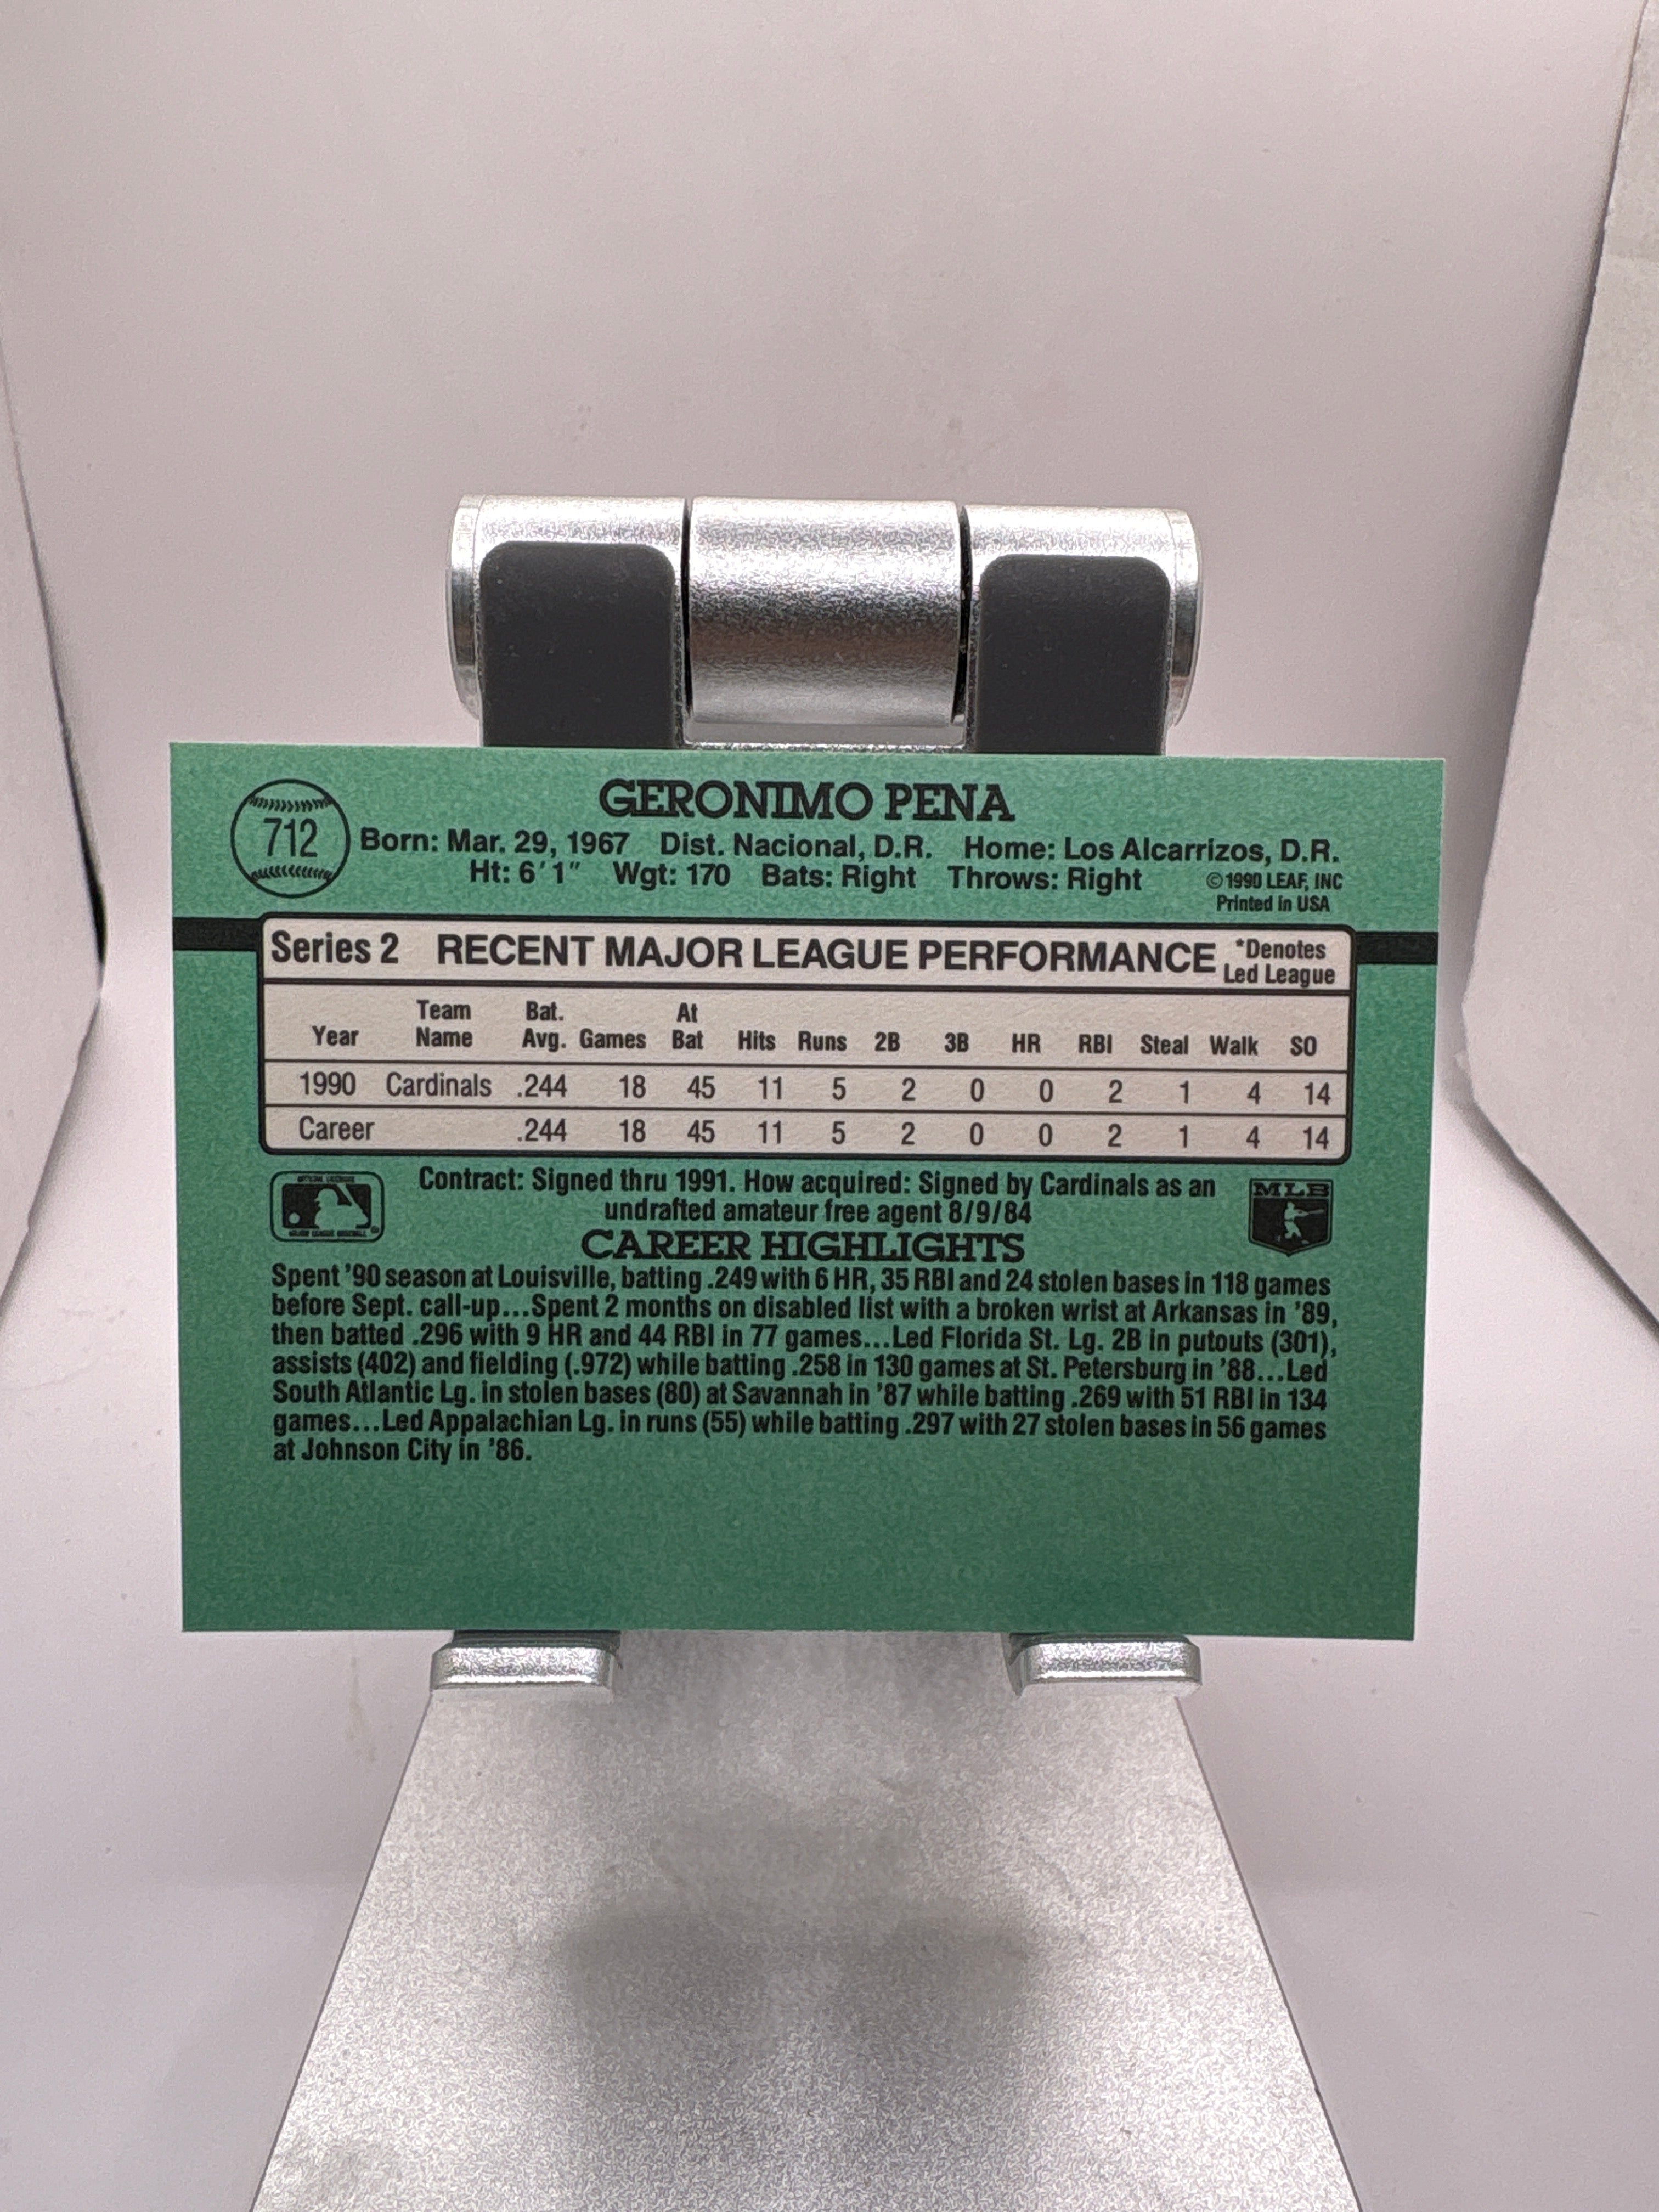 GERONIMO PENA
712
Born: Mar. 29, 1967 Dist. Nacional, D.R. Home: Los Alcarrizos, D.R.
Ht: 6'1" Wgt: 170 Bats: Right Throws: Right ©1990 LEAF, INC
Printed in USA
Series 2 RECENT MAJOR LEAGUE PERFORMANCE *Denotes
Led League
Team Bat. At
Year Name Avg. Games Bat Hits Runs 2B 3B HR RBI Steal Walk SO
1990 Cardinals .244 18 45 11 5 2 0 0 2 1 4 14
Career .244 18 45 11 5 2 0 0 2 1 4 14
Contract: Signed thru 1991. How acquired: Signed by Cardinals as an
undrafted amateur free agent 8/9/84
MLB
CAREER HIGHLIGHTS
Spent '90 season at Louisville, batting .249 with 6 HR, 35 RBI and 24 stolen bases in 118 games
before Sept. call-up...Spent 2 months on disabled list with a broken wrist at Arkansas in '89,
then batted .296 with 9 HR and 44 RBI in 77 games...Led Florida St. Lg. 2B in putouts (301),
assists (402) and fielding (.972) while batting .258 in 130 games at St. Petersburg in '88...Led
South Atlantic Lg. in stolen bases (80) at Savannah in '87 while batting .269 with 51 RBI in 134
games...Led Appalachian Lg. in runs (55) while batting .297 with 27 stolen bases in 56 games
at Johnson City in '86.